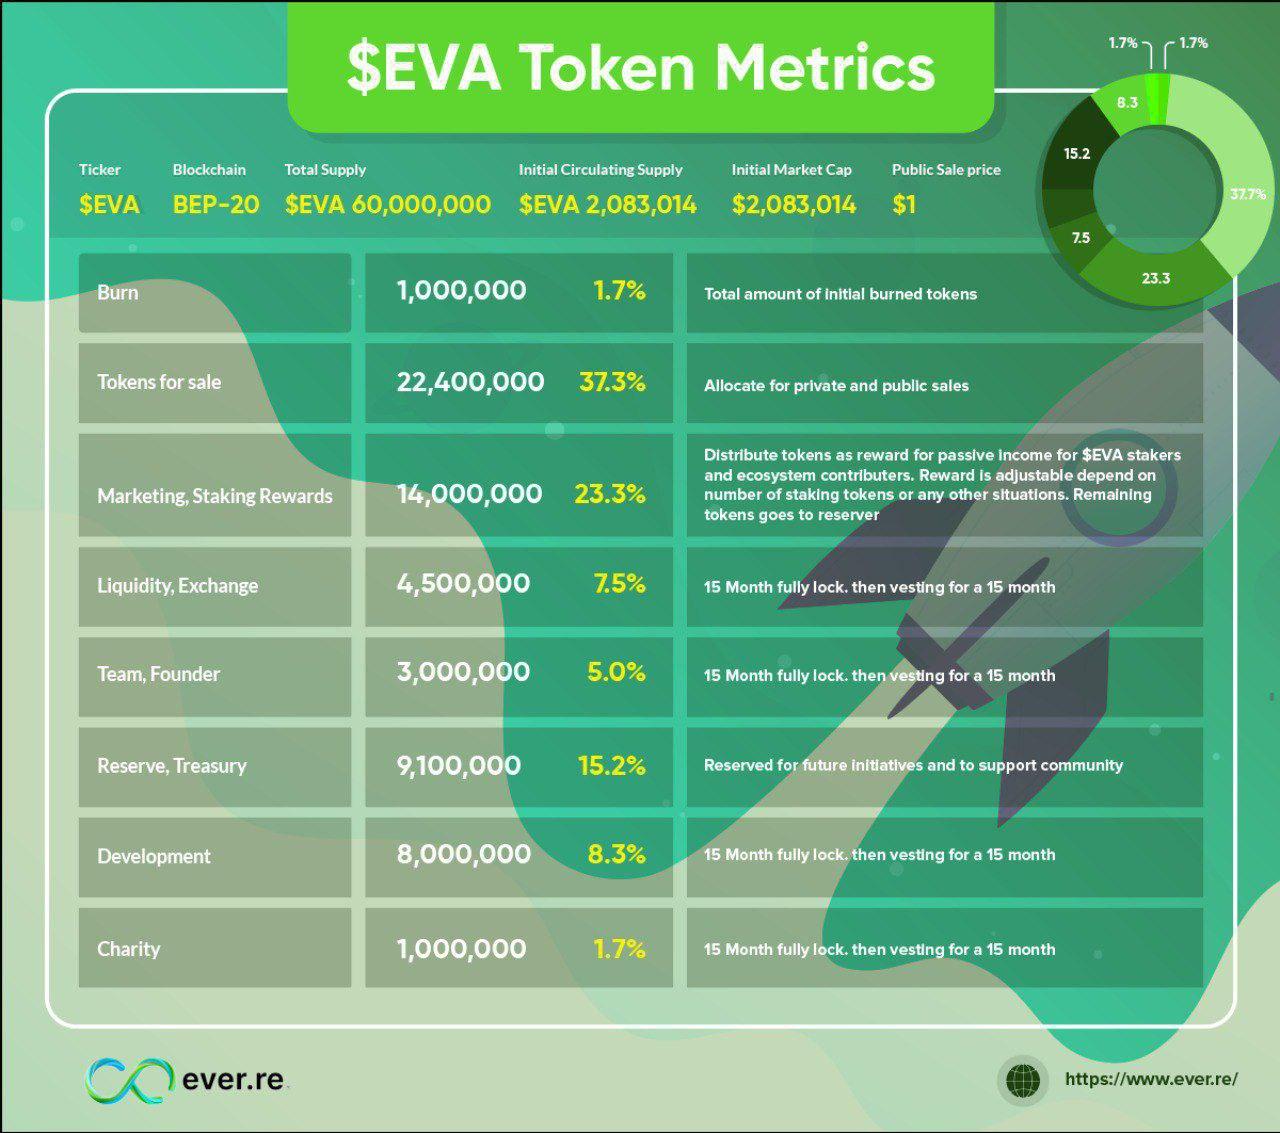 $EVA Token Metrics
1.7% 1.7%
8.3
15.2
37.7%
7.5
23.3
Ticker Blockchain Total Supply Initial Circulating Supply Initial Market Cap Public Sale price
$EVA BEP-20 $EVA 60,000,000 $EVA 2,083,014 $2,083,014 $1
Burn 1,000,000 1.7% Total amount of initial burned tokens
Tokens for sale 22,400,000 37.3% Allocate for private and public sales
Marketing, Staking Rewards 14,000,000 23.3%
Distribute tokens as reward for passive income for $EVA stakers
and ecosystem contributers. Reward is adjustable depend on
number of staking tokens or any other situations. Remaining
tokens goes to reserver
Liquidity, Exchange 4,500,000 7.5% 15 Month fully lock. then vesting for a 15 month
Team, Founder 3,000,000 5.0% 15 Month fully lock. then vesting for a 15 month
Reserve, Treasury 9,100,000 15.2% Reserved for future initiatives and to support community
Development 8,000,000 8.3% 15 Month fully lock. then vesting for a 15 month
Charity 1,000,000 1.7% 15 Month fully lock. then vesting for a 15 month
ever.re
https://www.ever.re/